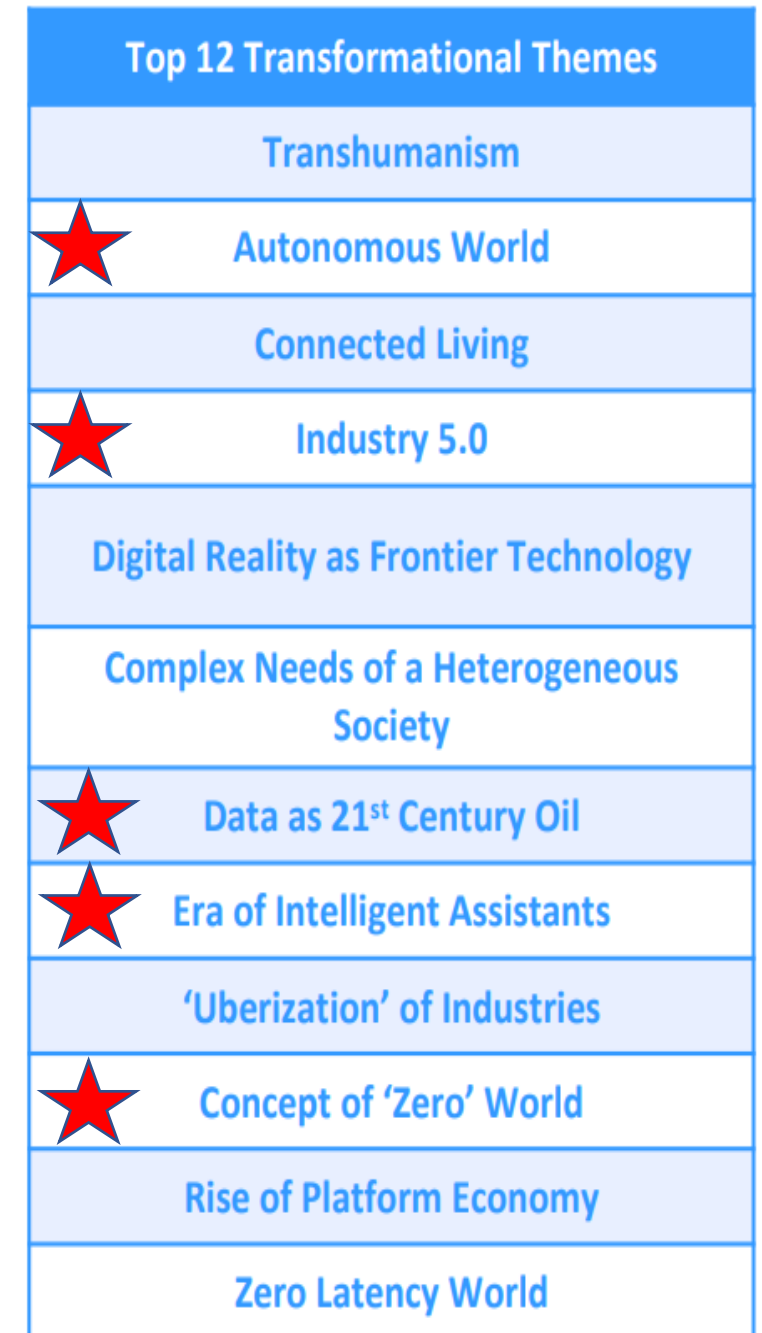 Top 12 Transformational Themes
Transhumanism
Autonomous World
Connected Living
Industry 5.0
Digital Reality as Frontier Technology
Complex Needs of a Heterogeneous
Society
Data as 21st Century Oil
Era of Intelligent Assistants
‘Uberization’ of Industries
Concept of ‘Zero’ World
Rise of Platform Economy
Zero Latency World